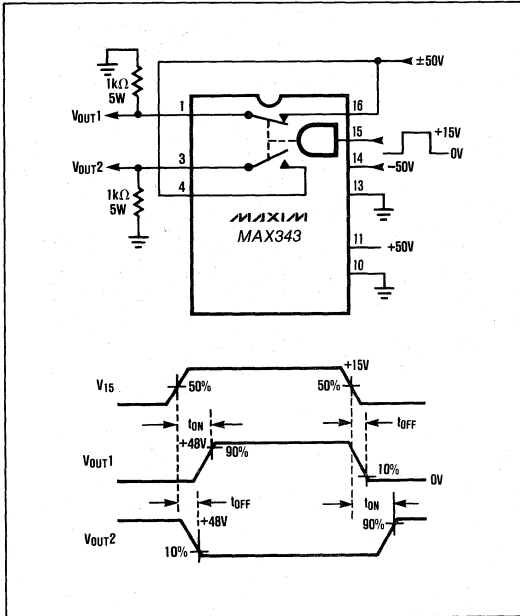 ±50V
1kΩ
5W
1
16
VOUT1
15
+15V
0V
VOUT2
3
14
-50V
4
13
1kΩ
5W
MAXIM
MAX343
11
+50V
10
V15
50%
+15V
50%
tON
tOFF
+48V
VOUT1
90%
10%
0V
tOFF
tON
+48V
90%
VOUT2
10%